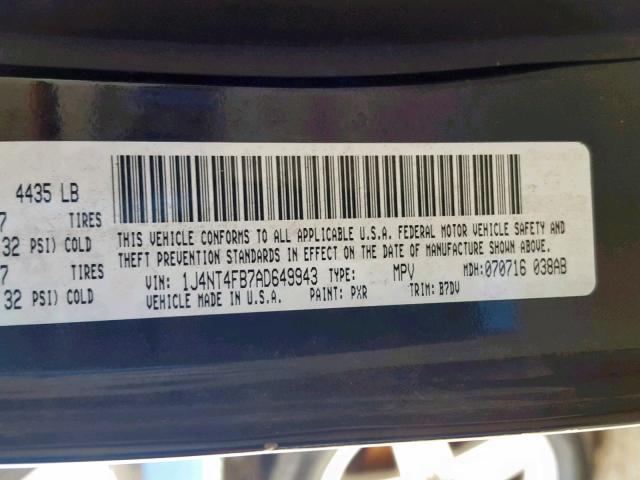 4435 LB
7 TIRES
32 PSI) COLD
7 TIRES
32 PSI) COLD
THIS VEHICLE CONFORMS TO ALL APPLICABLE U.S.A. FEDERAL MOTOR VEHICLE SAFETY AND
THEFT PREVENTION STANDARDS IN EFFECT ON THE DATE OF MANUFACTURE SHOWN ABOVE.
VIN: 1J4NT4FB7AD649943 TYPE: MPV MDH: 070716 038AB
VEHICLE MADE IN U.S.A. PAINT: PXR TRIM: B7DV